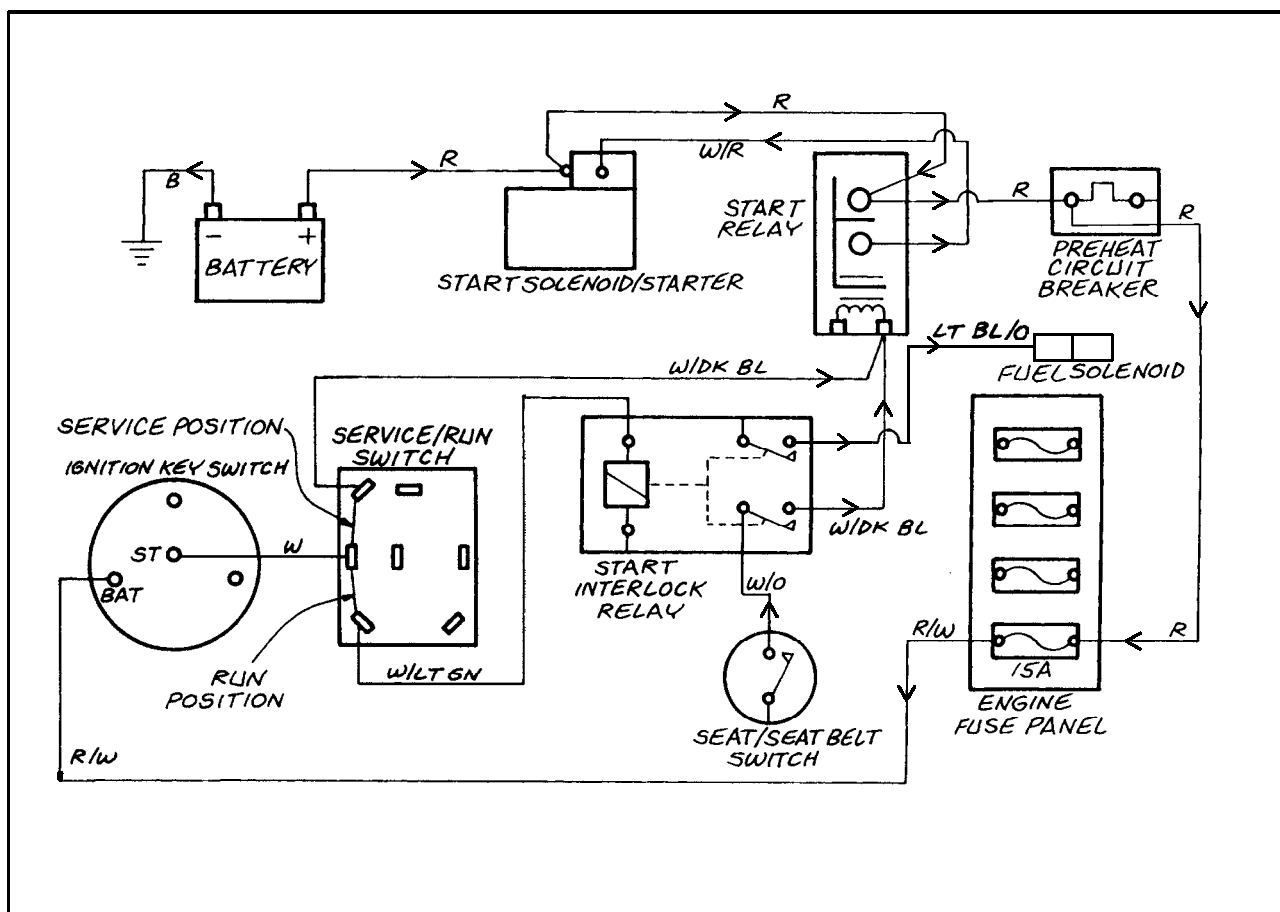 R
W/R
R
B
-
+
BATTERY
START SOLENOID/STARTER
START
RELAY
R
R
PREHEAT
CIRCUIT
BREAKER
LT BL/O
FUEL SOLENOID
W/DK BL
SERVICE POSITION
IGNITION KEY SWITCH
SERVICE/RUN
SWITCH
ST
W
BAT
RUN
POSITION
W/LT GN
W/DK BL
START
INTERLOCK
RELAY
W/O
SEAT/SEAT BELT
SWITCH
R/W
R
15A
ENGINE
FUSE PANEL
R/W